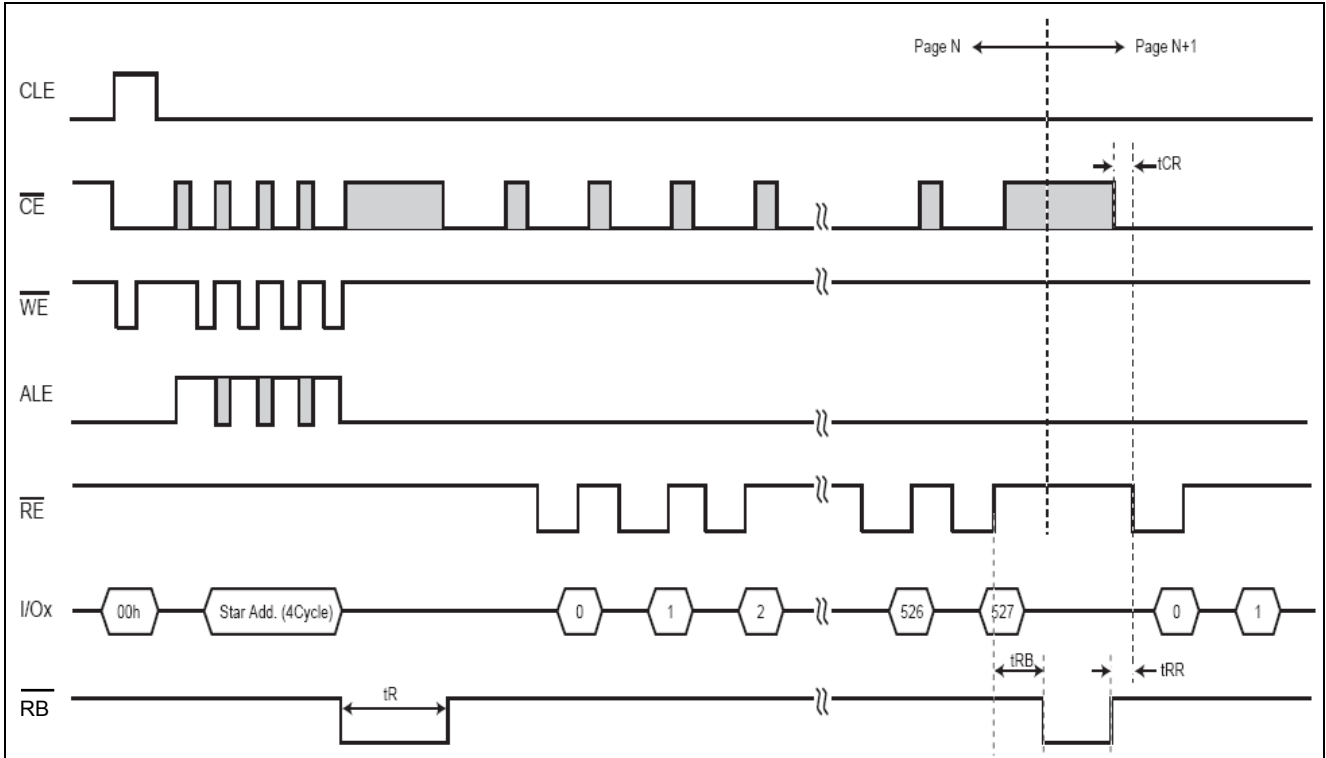 Page N Page N+1
CLE
tCR
CE
WE
ALE
RE
I/Ox 00h Star Add. (4Cycle) 0 1 2 526 527 0 1
tRB tRR
RB tR